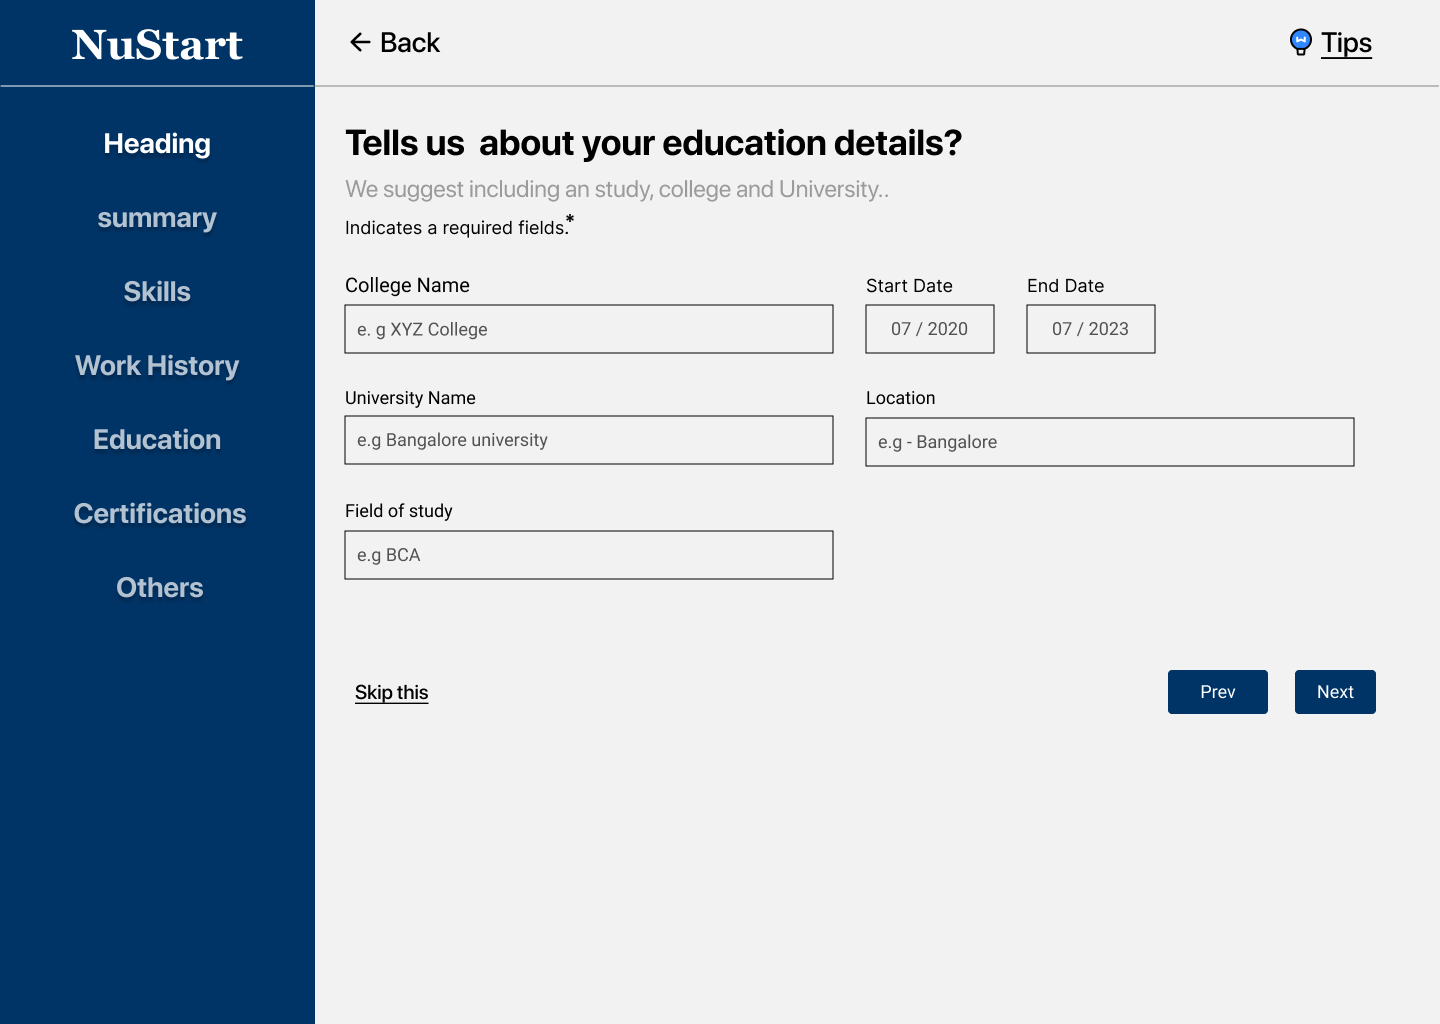 NuStart
Heading
summary
Skills
Work History
Education
Certifications
Others
← Back
Tips
Tells us  about your education details?
We suggest including an study, college and University..
Indicates a required fields.*
College Name
e. g XYZ College
Start Date
07 / 2020
End Date
07 / 2023
University Name
e.g Bangalore university
Location
e.g - Bangalore
Field of study
e.g BCA
Skip this
Prev
Next